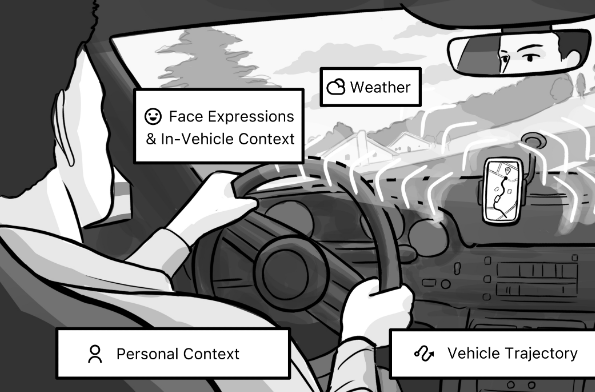 Weather
Face Expressions
& In-Vehicle Context
Personal Context
Vehicle Trajectory